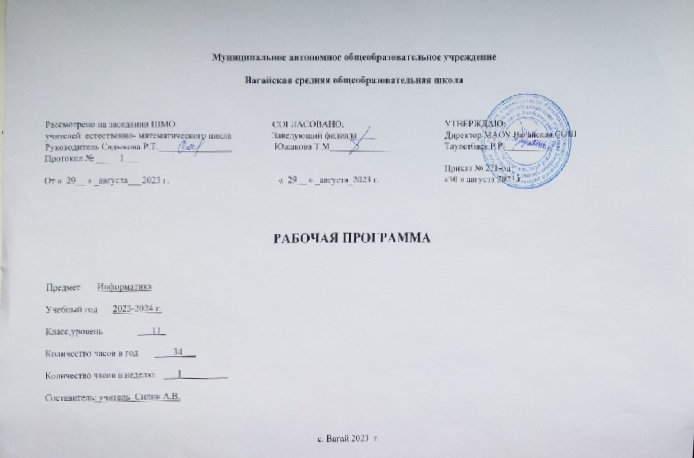 Муниципальное автономное общеобразовательное учреждение
Вагайская средняя общеобразовательная школа
Рассмотрено на заседании ШМО
учителей естественно- математического цикла
Руководитель Р.Т.
Протокол № 1
От « 29 » августа 2023 г.
СОГЛАСОВАНО:
Заведующий филиала
Юлашкова Т.М
« 29 » августа 2023 г.
УТВЕРЖДАЮ:
Директор МАОУ Вагайская СОШ
Р.Р.
Приказ №
«30 » августа 2023 г.
РАБОЧАЯ ПРОГРАММА
Предмет Информатика
Учебный год 2023-2024 г.
Класс,уровень 11
Количество часов в год 34
Количество часов в неделю 1
Составитель: учитель А.В.
с. Вагай 2023 г.